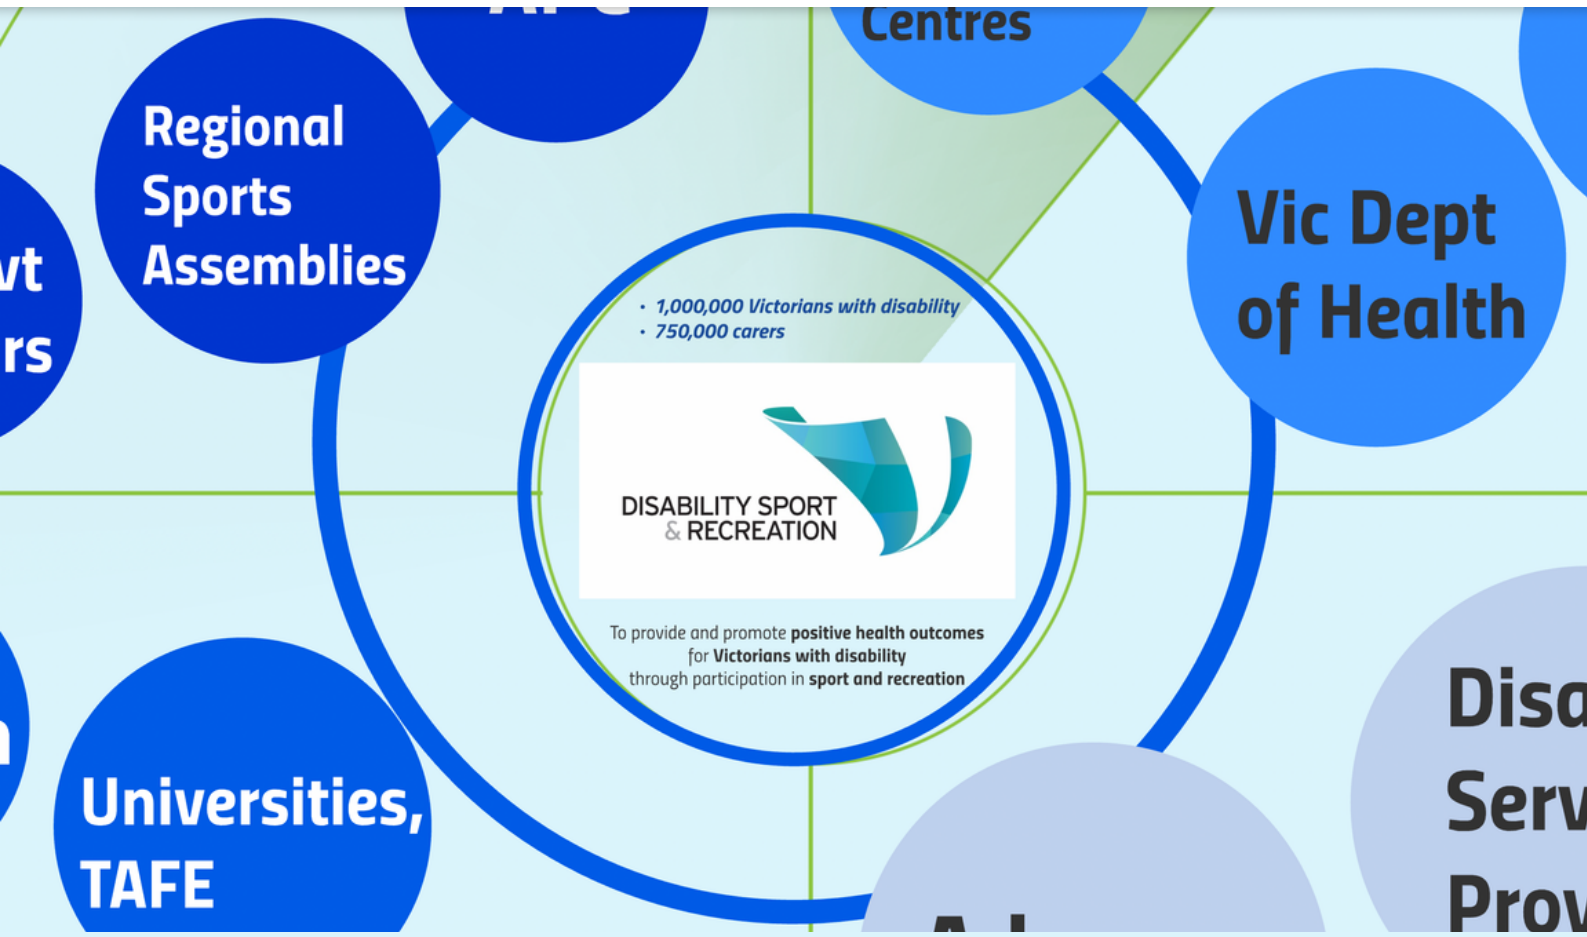 Centres
Regional
Sports
Assemblies
Vic Dept
of Health
• 1,000,000 Victorians with disability
• 750,000 carers
DISABILITY SPORT
& RECREATION
To provide and promote positive health outcomes
for Victorians with disability
through participation in sport and recreation
Universities,
TAFE